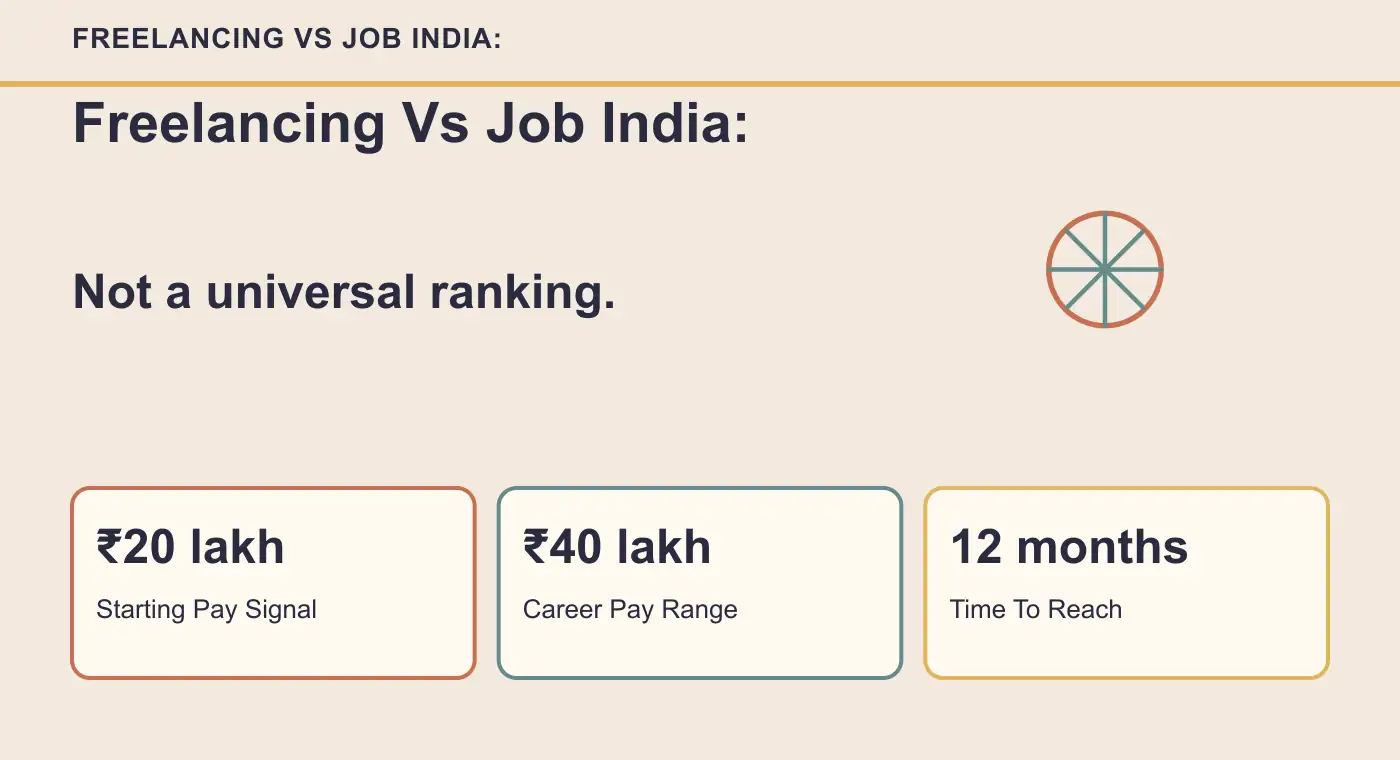 FREELANCING VS JOB INDIA:
Freelancing Vs Job India:
Not a universal ranking.
₹20 lakh
Starting Pay Signal
₹40 lakh
Career Pay Range
12 months
Time To Reach